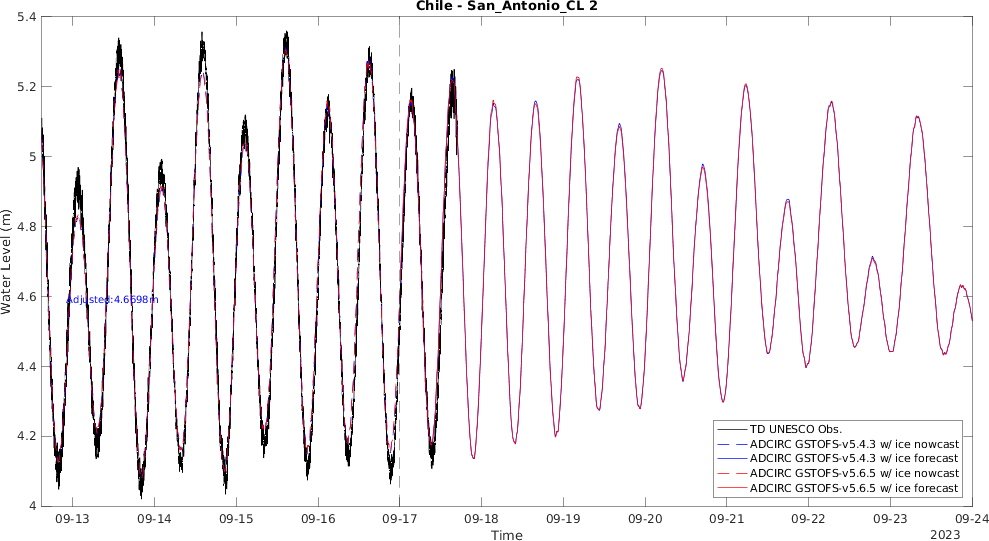 Chile - San_Antonio_CL 2
5.4
5.2
5
4.8
4.6
4.4
4.2
4
Water Level (m)
Adjusted:4.6698m
TD UNESCO Obs.
ADCIRC GSTOFS-v5.4.3 w/ ice nowcast
ADCIRC GSTOFS-v5.4.3 w/ ice forecast
ADCIRC GSTOFS-v5.6.5 w/ ice nowcast
ADCIRC GSTOFS-v5.6.5 w/ ice forecast
09-13 09-14 09-15 09-16 09-17 09-18 09-19 09-20 09-21 09-22 09-23 09-24
Time
2023